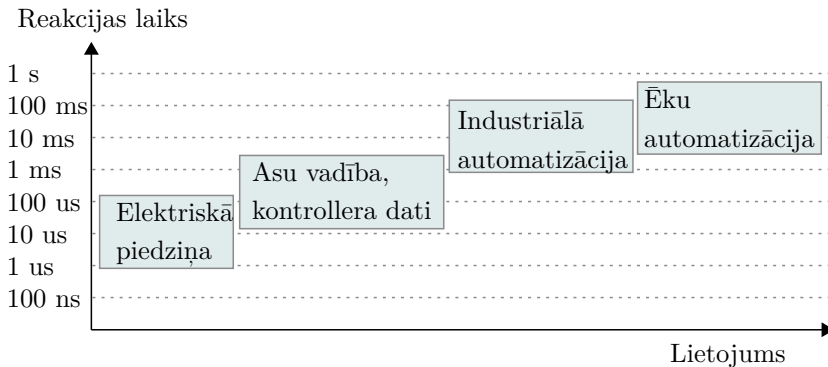 Reakcijas laiks
1 s
100 ms
10 ms
1 ms
100 us
10 us
1 us
100 ns
Elektriskā
piedziņa
Asu vadība,
kontrollera dati
Industriālā
automatizācija
Ēku
automatizācija
Lietojums